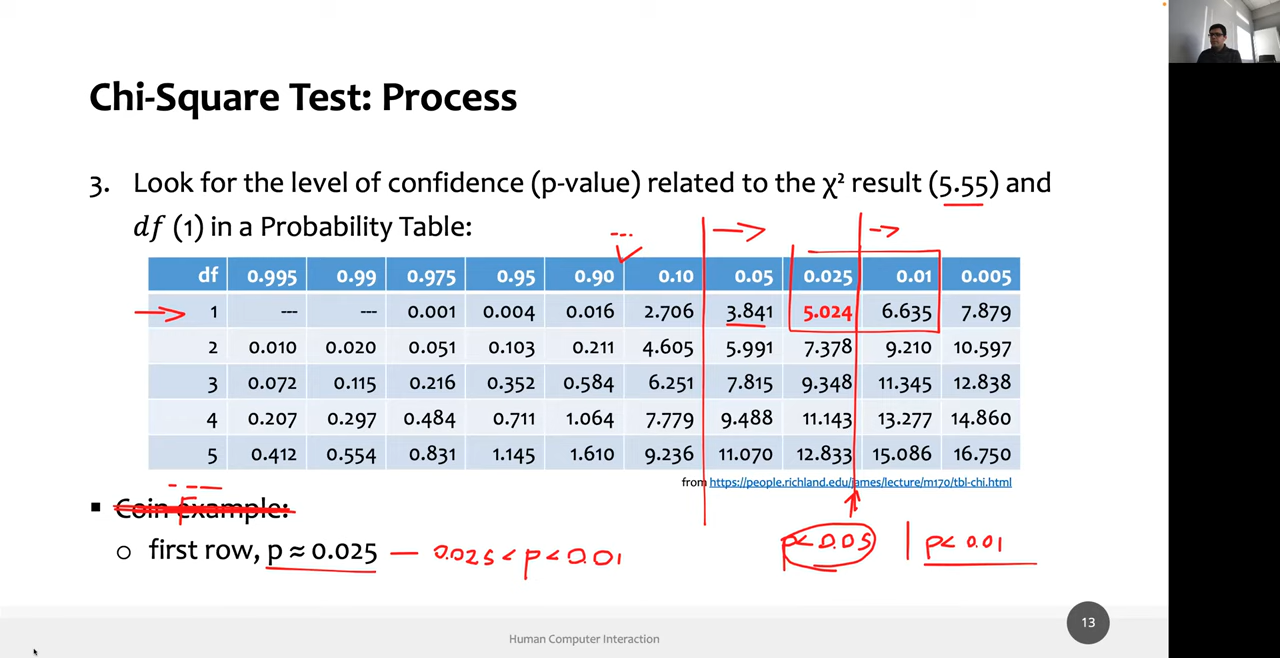 Chi-Square Test: Process
3. Look for the level of confidence (p-value) related to the χ² result (5.55) and
df (1) in a Probability Table:
df 0.995 0.99 0.975 0.95 0.90 0.10 0.05 0.025 0.01 0.005
1 --- --- 0.001 0.004 0.016 2.706 3.841 5.024 6.635 7.879
2 0.010 0.020 0.051 0.103 0.211 4.605 5.991 7.378 9.210 10.597
3 0.072 0.115 0.216 0.352 0.584 6.251 7.815 9.348 11.345 12.838
4 0.207 0.297 0.484 0.711 1.064 7.779 9.488 11.143 13.277 14.860
5 0.412 0.554 0.831 1.145 1.610 9.236 11.070 12.833 15.086 16.750
from https://people.richland.edu/james/lecture/m170/tbl-chi.html
▪ Coin example:
○ first row, p ≈ 0.025 — 0.025 < p < 0.01 p < 0.05 | p < 0.01
13
Human Computer Interaction